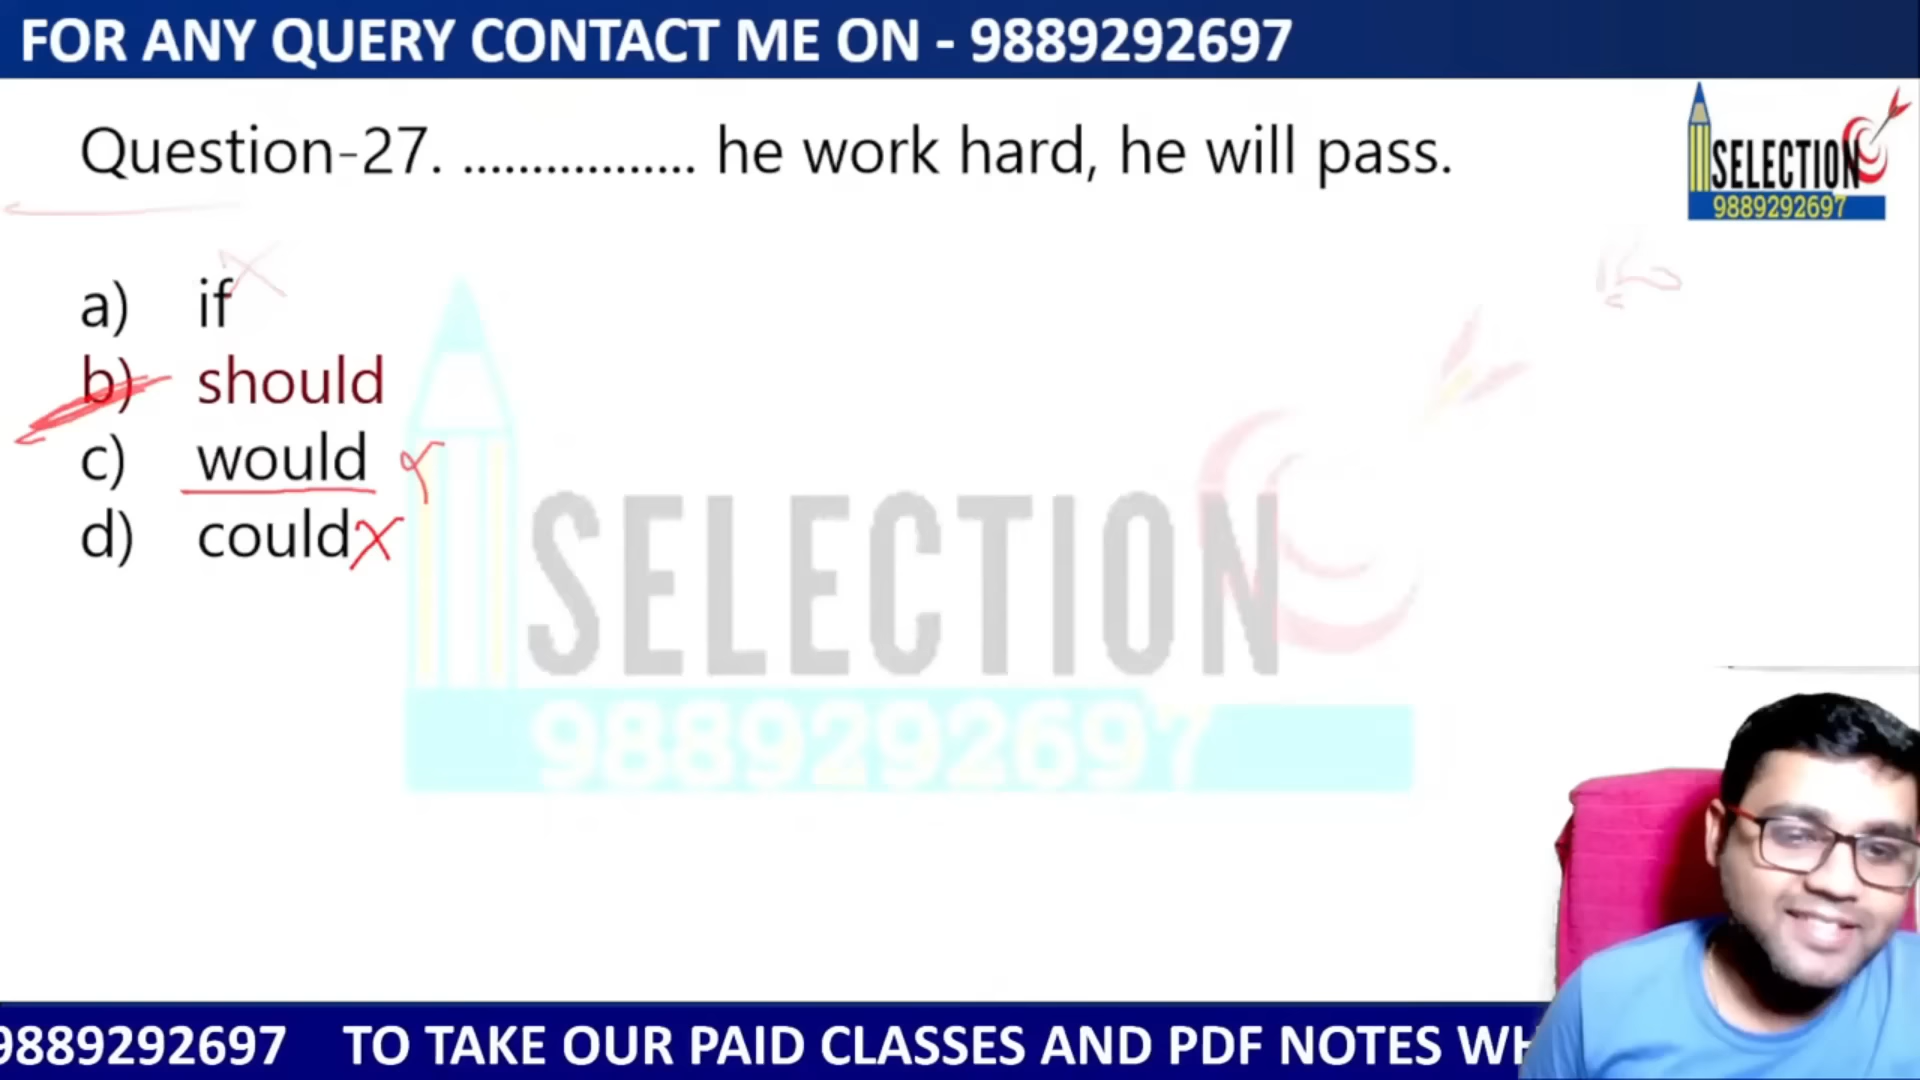 FOR ANY QUERY CONTACT ME ON - 9889292697
Question-27. ................. he work hard, he will pass.
SELECTION
9889292697
a) if
b) should
c) would
d) could
SELECTION
9889292697
9889292697 TO TAKE OUR PAID CLASSES AND PDF NOTES WH